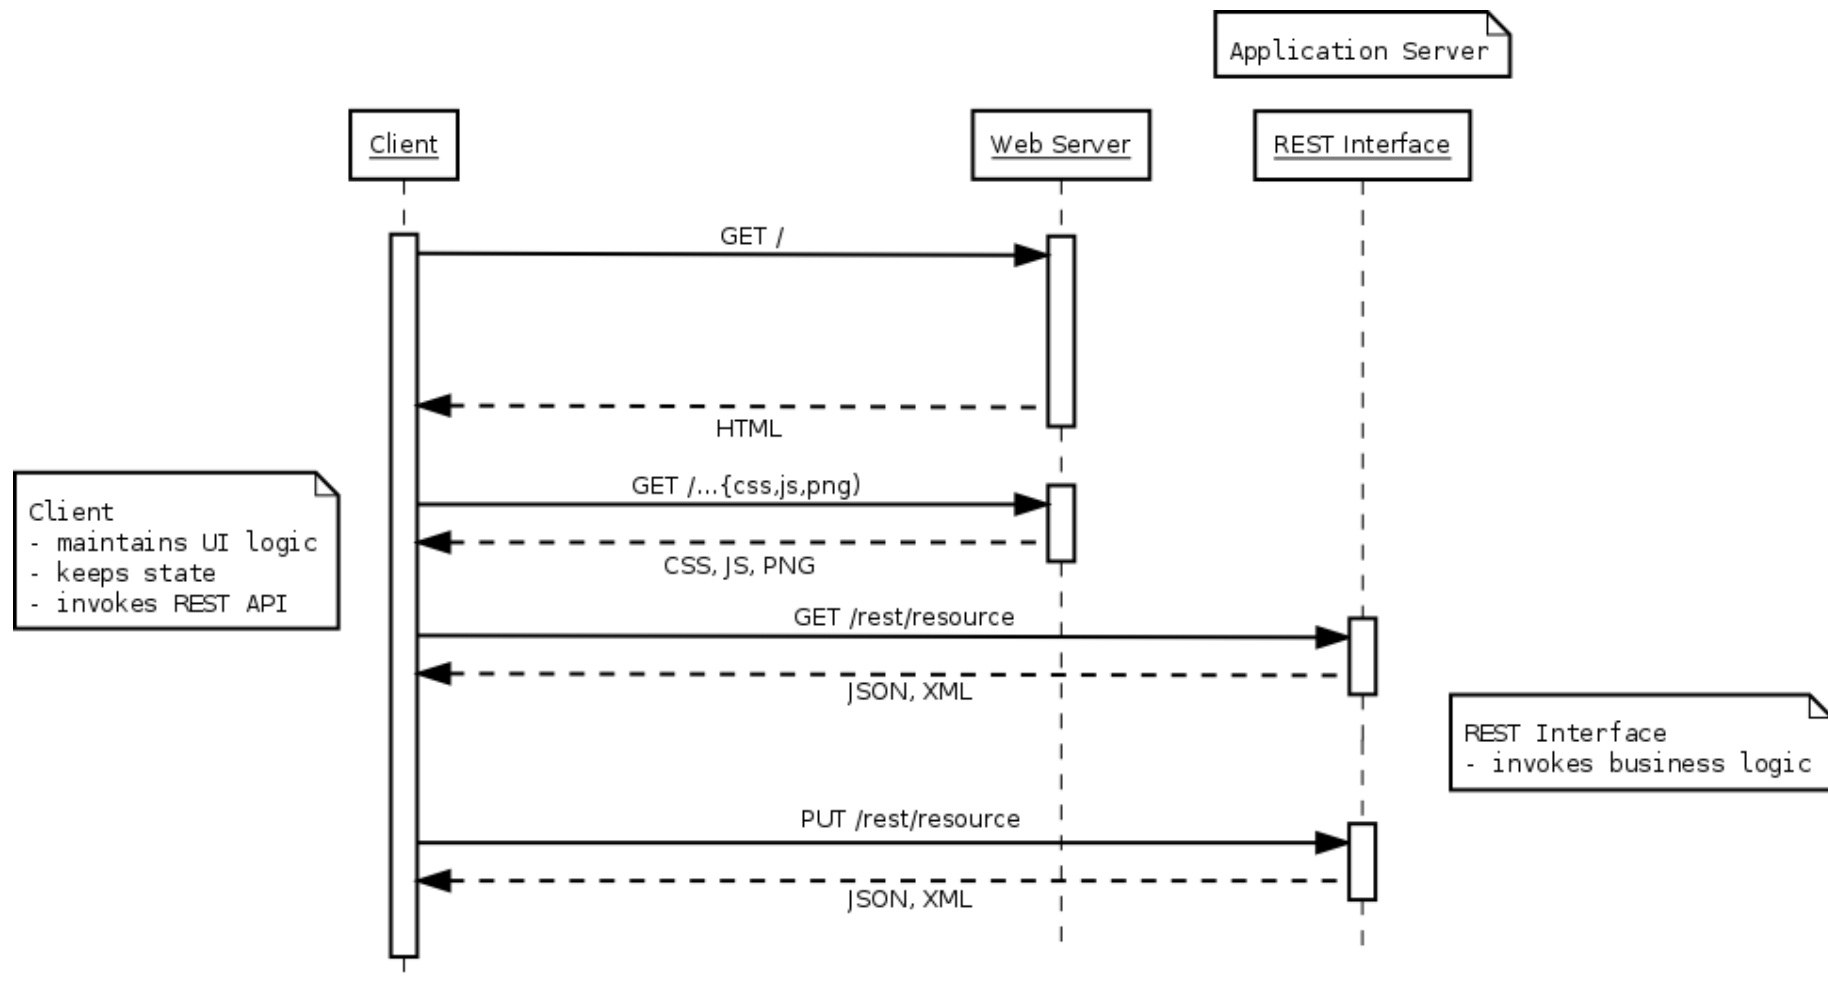 Application Server
Client
Web Server
REST Interface
GET /
HTML
GET /...{css,js,png)
CSS, JS, PNG
Client
- maintains UI logic
- keeps state
- invokes REST API
GET /rest/resource
JSON, XML
REST Interface
- invokes business logic
PUT /rest/resource
JSON, XML